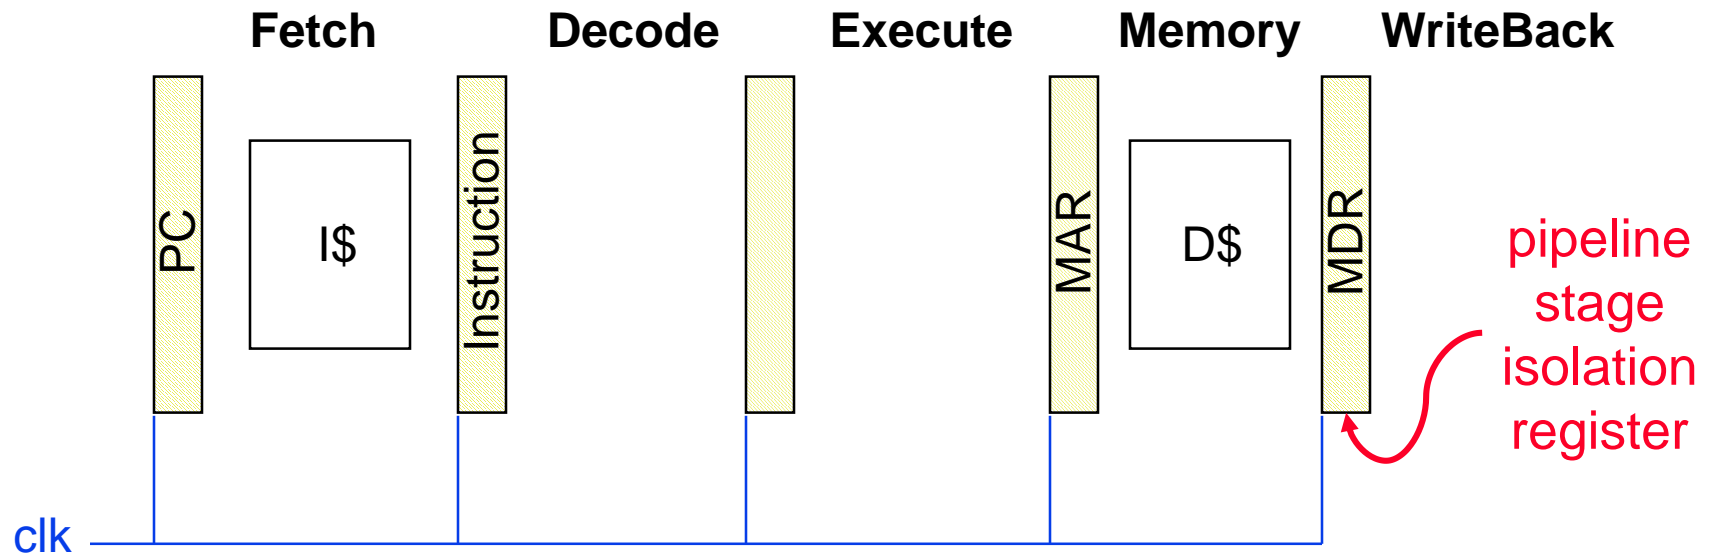 Fetch
Decode
Execute
Memory
WriteBack
PC
I$
Instruction
MAR
D$
MDR
pipeline
stage
isolation
register
clk